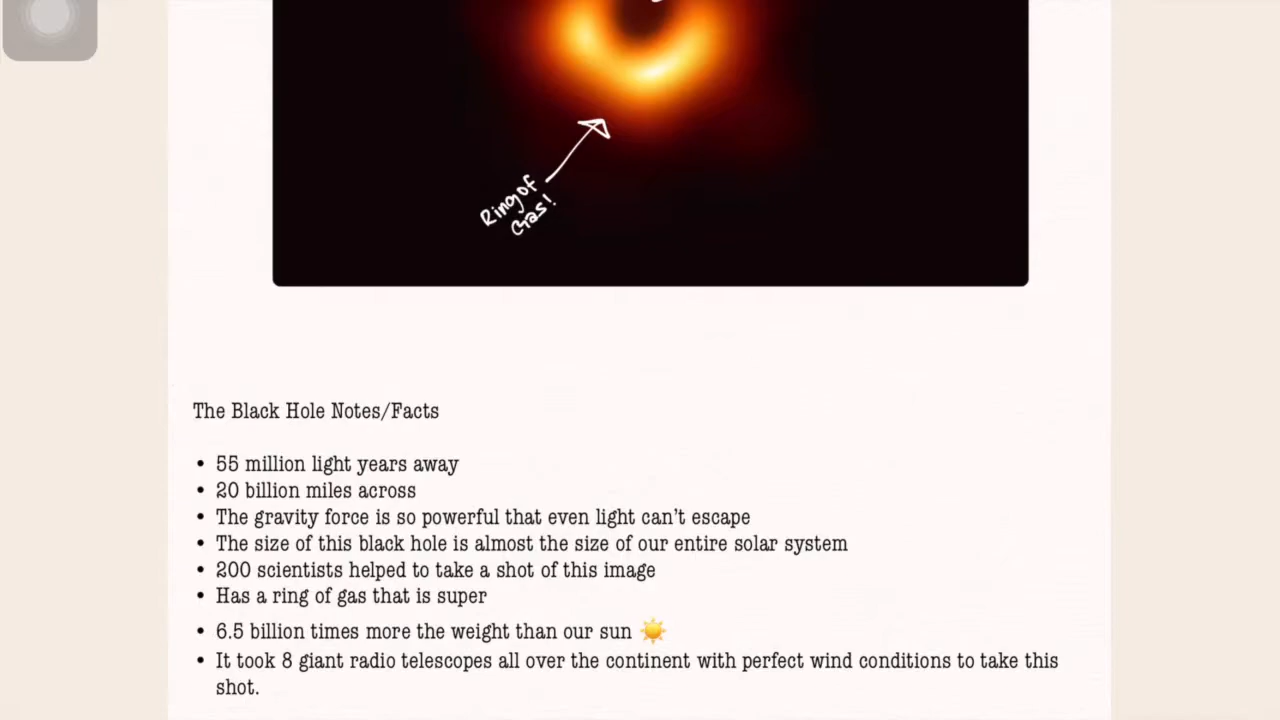 Ring of
Gas!
The Black Hole Notes/Facts
• 55 million light years away
• 20 billion miles across
• The gravity force is so powerful that even light can’t escape
• The size of this black hole is almost the size of our entire solar system
• 200 scientists helped to take a shot of this image
• Has a ring of gas that is super
• 6.5 billion times more the weight than our sun ☀️
• It took 8 giant radio telescopes all over the continent with perfect wind conditions to take this
shot.